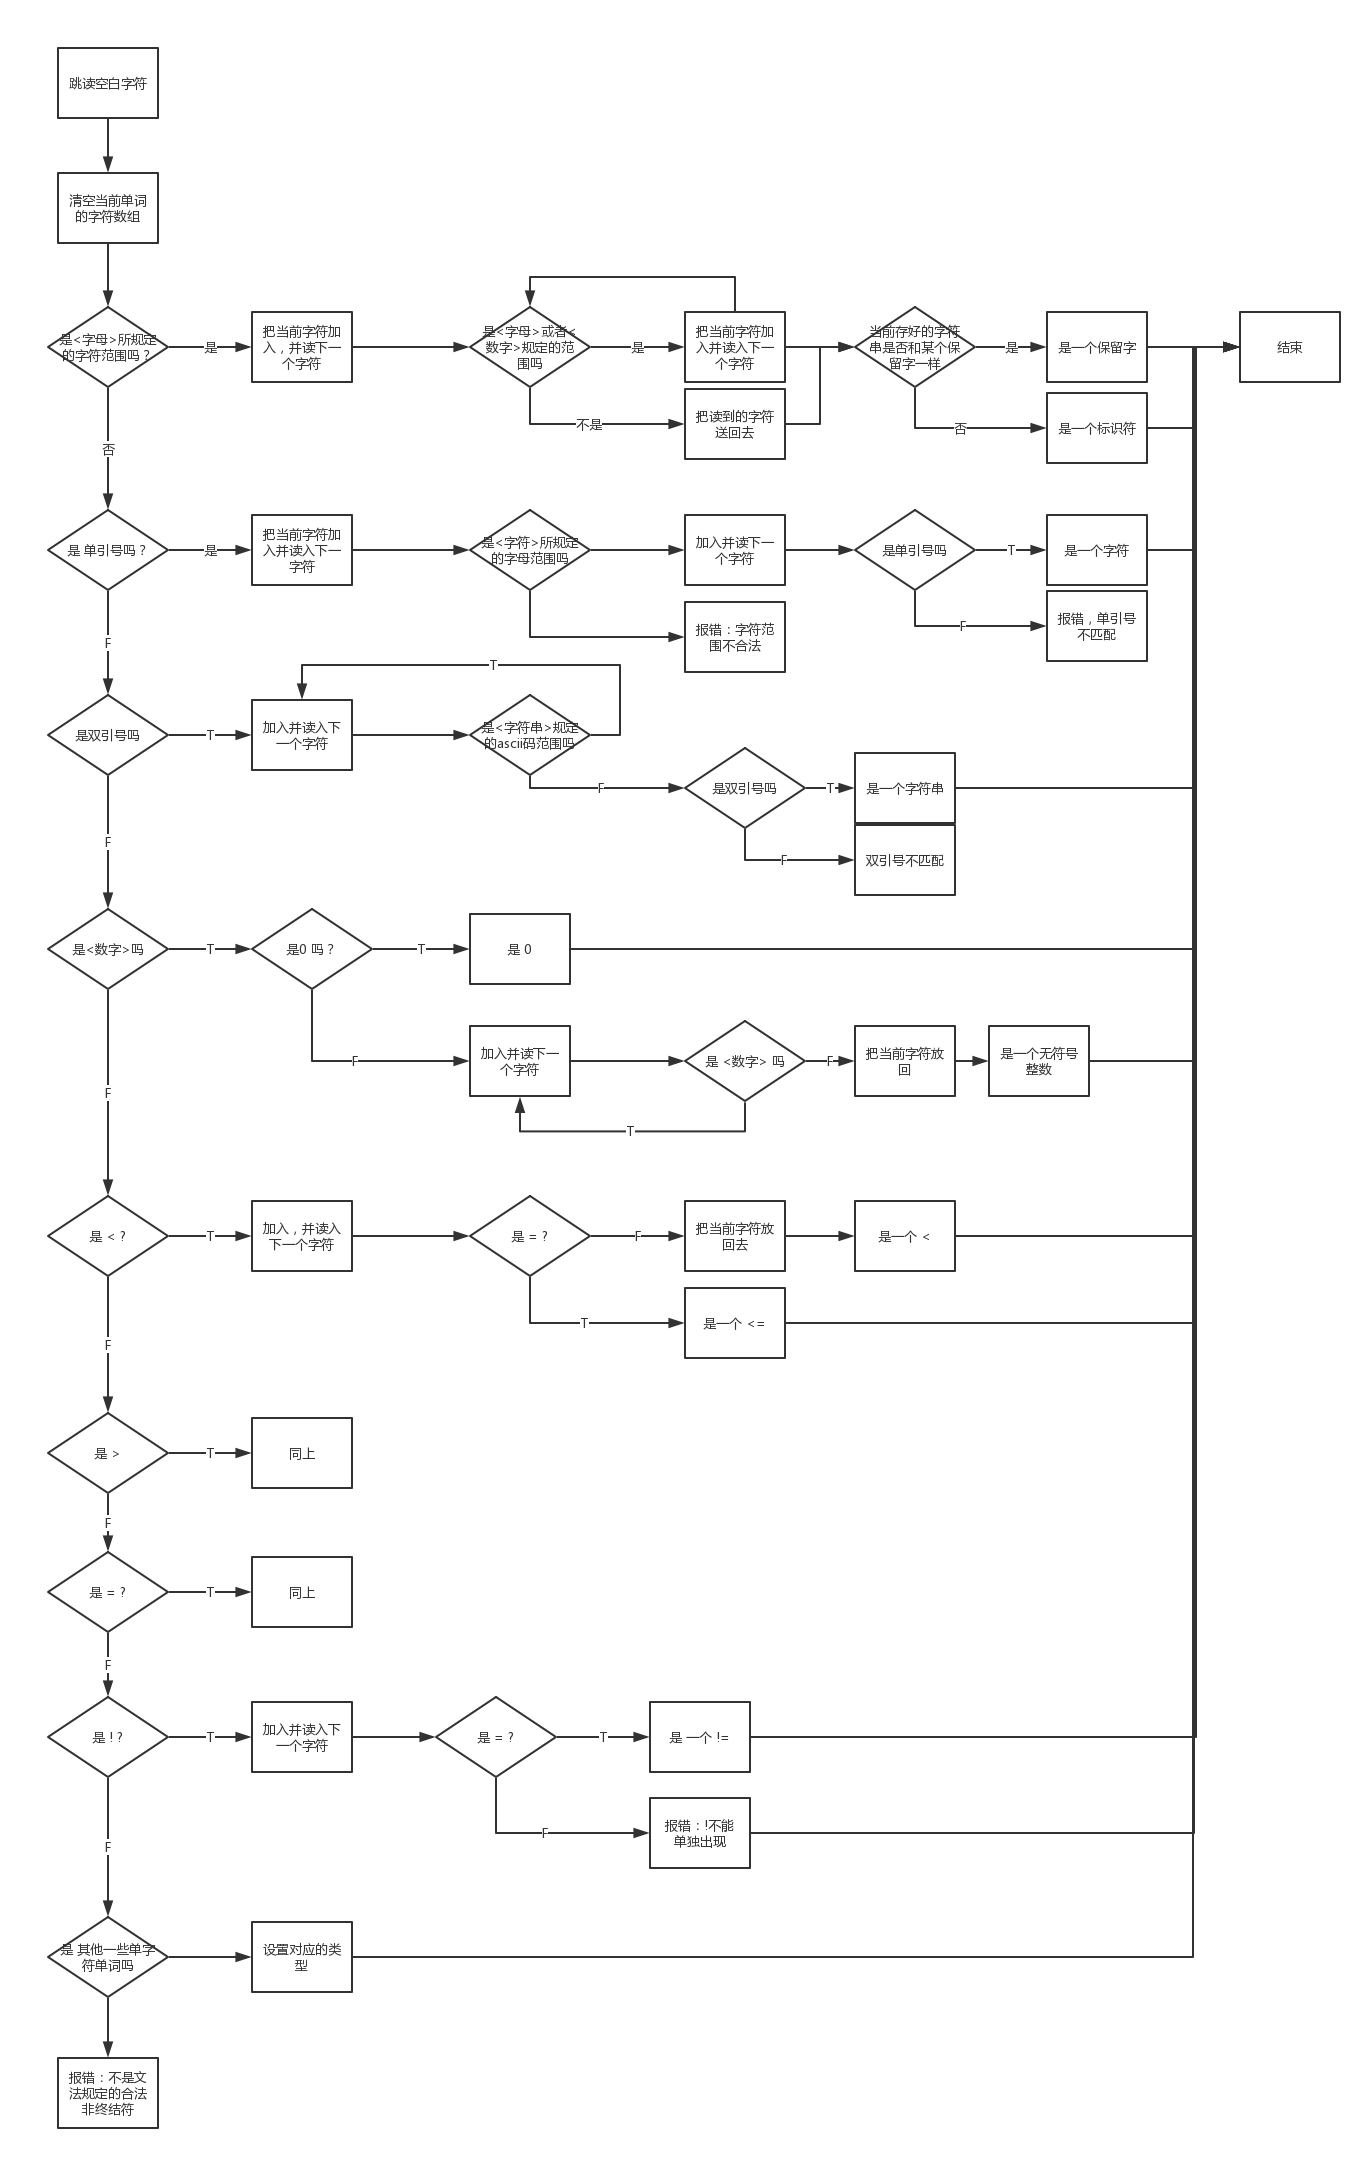 跳读空白字符
清空当前单词
的字符数组
是<字母>所规定
的字符范围吗？
是
把当前字符加
入，并读下一
个字符
是<字母>或者<
数字>规定的范
围吗
是
把当前字符加
入并读入下一
个字符
当前存好的字符
串是否和某个保
留字一样
是
是一个保留字
结束
不是
把读到的字符
送回去
否
是一个标识符
否
是 单引号吗？
是
把当前字符加
入并读入下一
字符
是<字符>所规定
的字母范围吗
加入并读下一
个字符
是单引号吗
T
是一个字符
F
报错，单引号
不匹配
报错：字符范
围不合法
F
T
是双引号吗
T
加入并读入下
一个字符
是<字符串>规定
的ascii码范围吗
F
是双引号吗
T
是一个字符串
F
双引号不匹配
F
是<数字>吗
T
是0 吗？
T
是 0
F
加入并读下一
个字符
是 <数字> 吗
F
把当前字符放
回
是一个无符号
整数
T
F
是 <？
T
加入，并读入
下一个字符
是 =？
F
把当前字符放
回去
是一个 <
T
是一个 <=
F
是 >
T
同上
F
是 =？
T
同上
F
是 !？
T
加入并读入下
一个字符
是 =？
T
是 一个 !=
F
报错：!不能
单独出现
F
是 其他一些单字
符单词吗
设置对应的类
型
报错：不是文
法规定的合法
非终结符